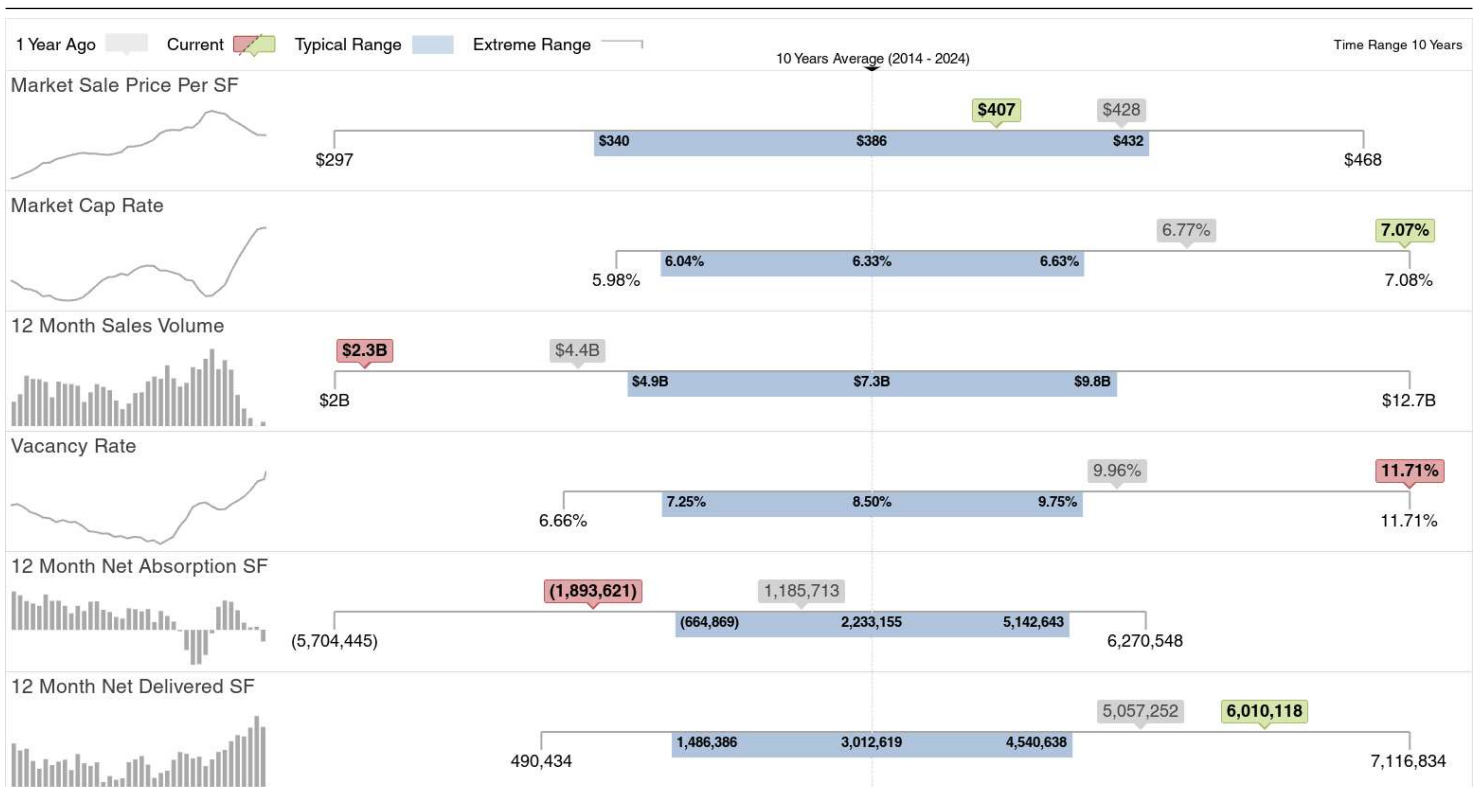 1 Year Ago Current Typical Range Extreme Range Time Range 10 Years
10 Years Average (2014 - 2024)
Market Sale Price Per SF
$407 $428
$340 $386 $432
$297 $468
Market Cap Rate
6.77% 7.07%
6.04% 6.33% 6.63%
5.98% 7.08%
12 Month Sales Volume
$2.3B $4.4B
$4.9B $7.3B $9.8B
$2B $12.7B
Vacancy Rate
9.96% 11.71%
7.25% 8.50% 9.75%
6.66% 11.71%
12 Month Net Absorption SF
(1,893,621) 1,185,713
(664,869) 2,233,155 5,142,643
(5,704,445) 6,270,548
12 Month Net Delivered SF
5,057,252 6,010,118
1,486,386 3,012,619 4,540,638
490,434 7,116,834